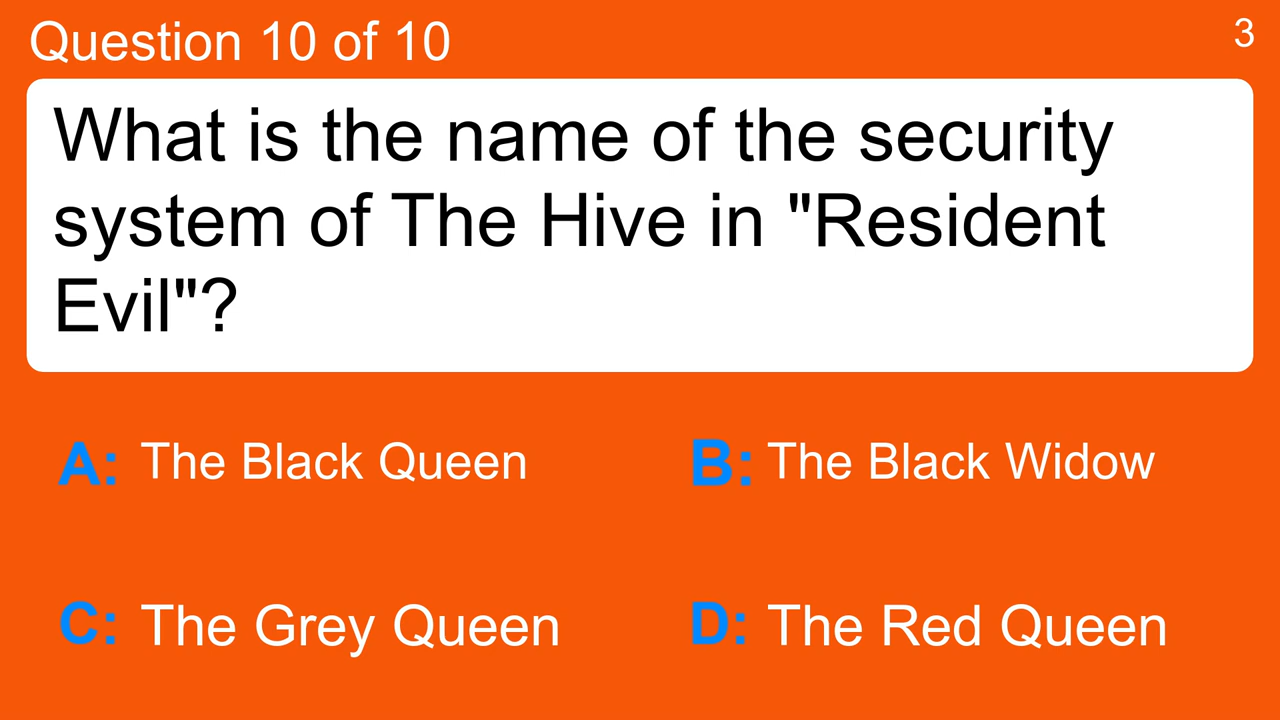 Question 10 of 10
3
What is the name of the security
system of The Hive in "Resident
Evil"?
A: The Black Queen
B: The Black Widow
C: The Grey Queen
D: The Red Queen